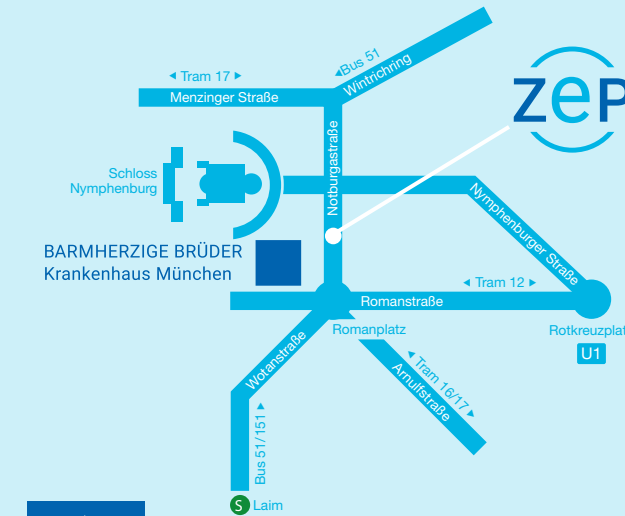 ◄Bus 51
Wintrichring
◄ Tram 17 ►
Menzinger Straße
zeP
Notburgastraße
Schloss
Nymphenburg
Nymphenburger Straße
BARMHERZIGE BRÜDER
Krankenhaus München
◄ Tram 12 ►
Romanstraße
Romanplatz
Rotkreuzplat
U1
Wotanstraße
◄ Tram 16/17 ►
Arnulfstraße
Bus 51/151 ►
S Laim